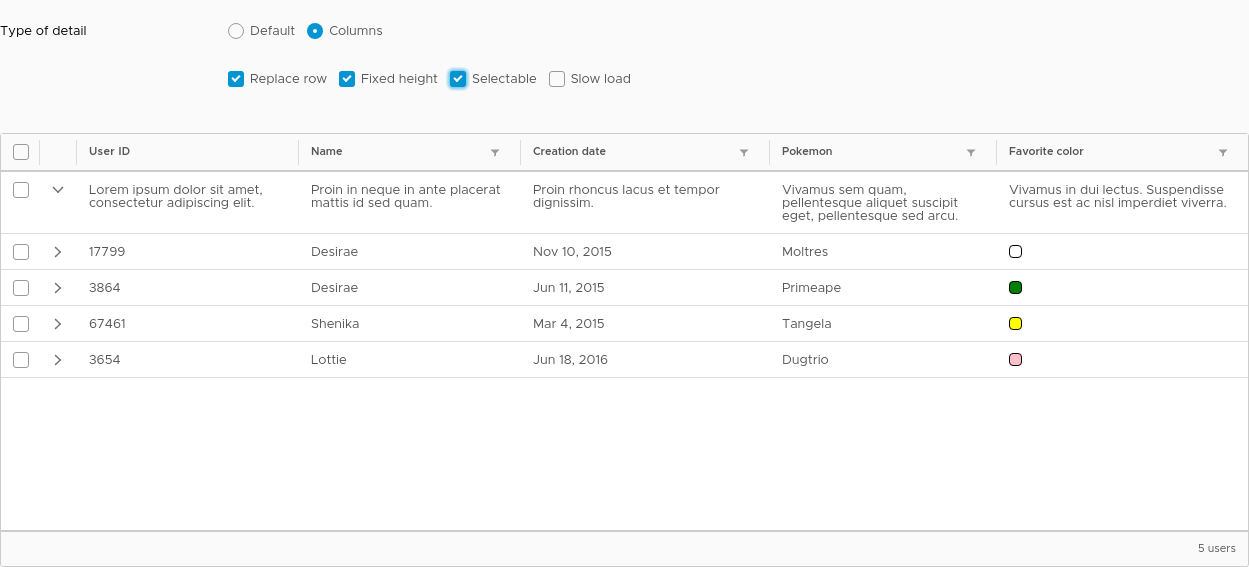 Type of detail Default Columns
Replace row Fixed height Selectable Slow load
User ID Name Creation date Pokemon Favorite color
Lorem ipsum dolor sit amet, Proin in neque in ante placerat Proin rhoncus lacus et tempor Vivamus sem quam, Vivamus in dui lectus. Suspendisse
consectetur adipiscing elit. mattis id sed quam. dignissim. pellentesque aliquet suscipit cursus est ac nisl imperdiet viverra.
eget, pellentesque sed arcu.
17799 Desirae Nov 10, 2015 Moltres
3864 Desirae Jun 11, 2015 Primeape
67461 Shenika Mar 4, 2015 Tangela
3654 Lottie Jun 18, 2016 Dugtrio
5 users